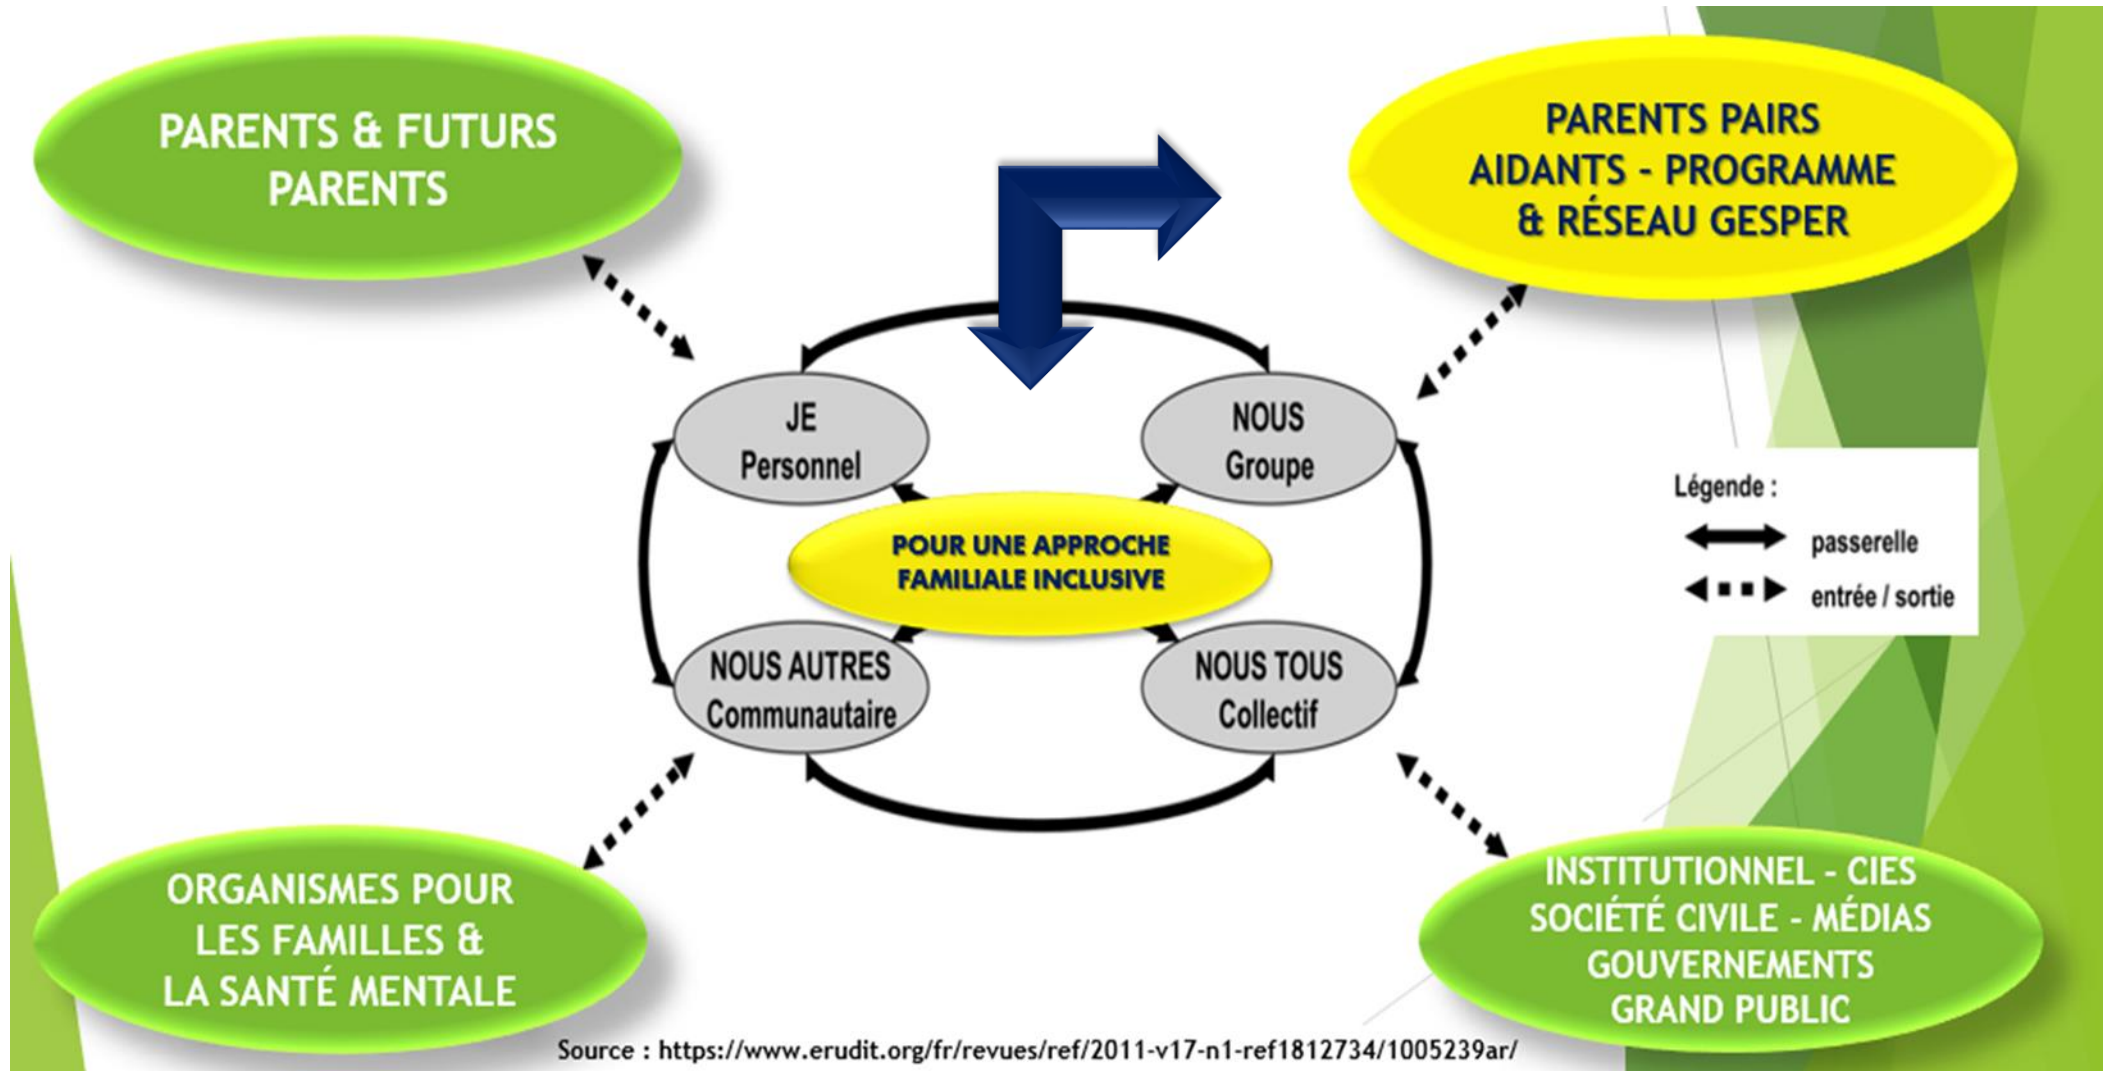 PARENTS & FUTURS
PARENTS
PARENTS PAIRS
AIDANTS - PROGRAMME
& RÉSEAU GESPER
JE
Personnel
NOUS
Groupe
POUR UNE APPROCHE
FAMILIALE INCLUSIVE
NOUS AUTRES
Communautaire
NOUS TOUS
Collectif
Légende :
passerelle
entrée / sortie
ORGANISMES POUR
LES FAMILLES &
LA SANTÉ MENTALE
INSTITUTIONNEL - CIES
SOCIÉTÉ CIVILE - MÉDIAS
GOUVERNEMENTS
GRAND PUBLIC
Source : https://www.erudit.org/fr/revues/ref/2011-v17-n1-ref1812734/1005239ar/